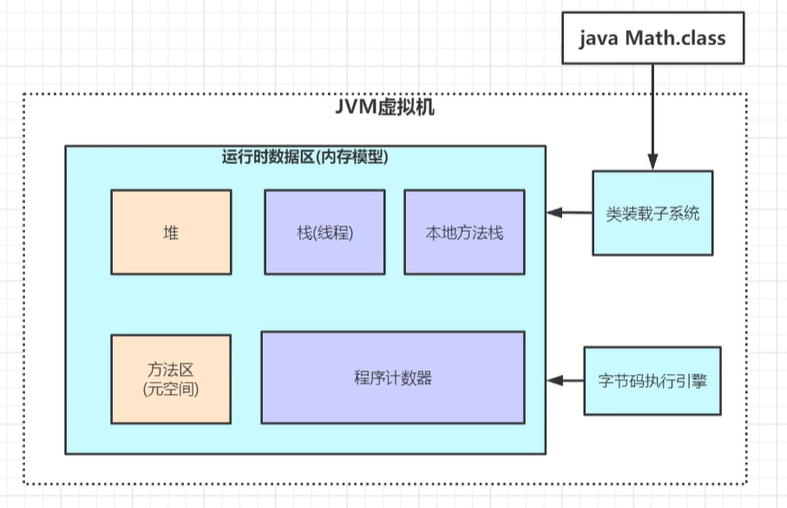 java Math.class
JVM虚拟机
运行时数据区(内存模型)
堆
栈(线程)
本地方法栈
类装载子系统
方法区
(元空间)
程序计数器
字节码执行引擎